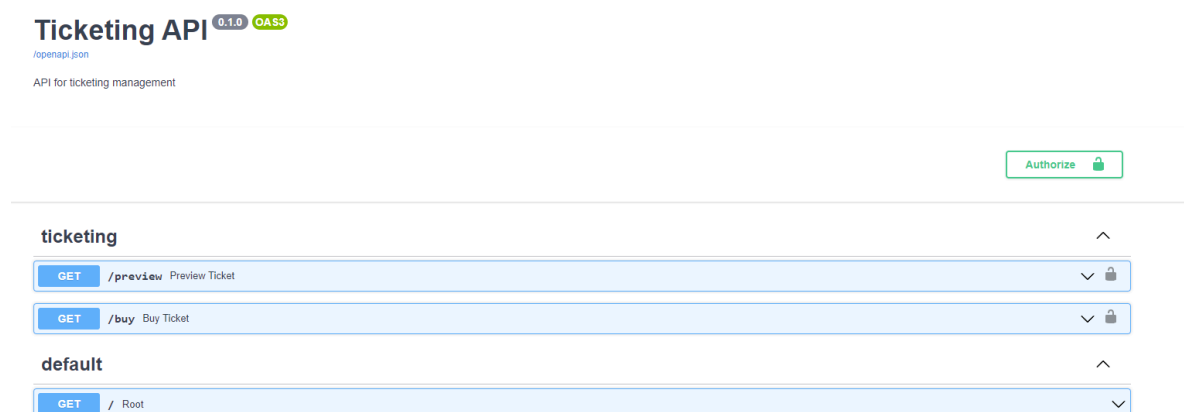 Ticketing API 0.1.0 OAS3
/openapi.json
API for ticketing management
Authorize
ticketing
GET /preview Preview Ticket
GET /buy Buy Ticket
default
GET / Root